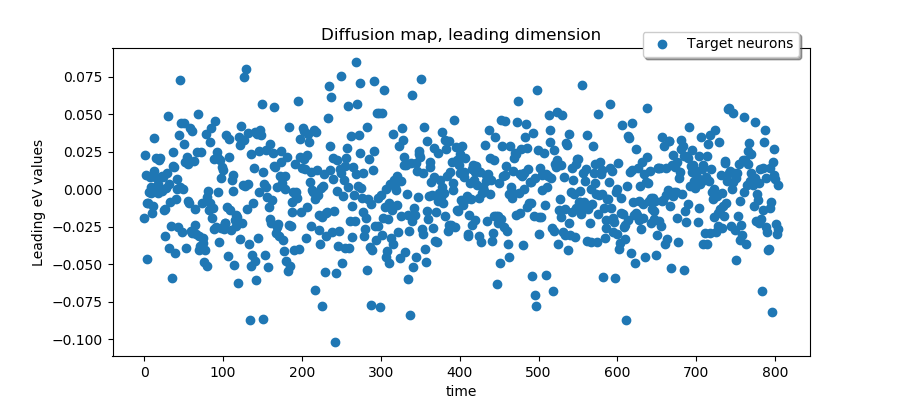 Diffusion map, leading dimension
Target neurons
Leading eV values
0.075
0.050
0.025
0.000
−0.025
−0.050
−0.075
−0.100
0 100 200 300 400 500 600 700 800
time